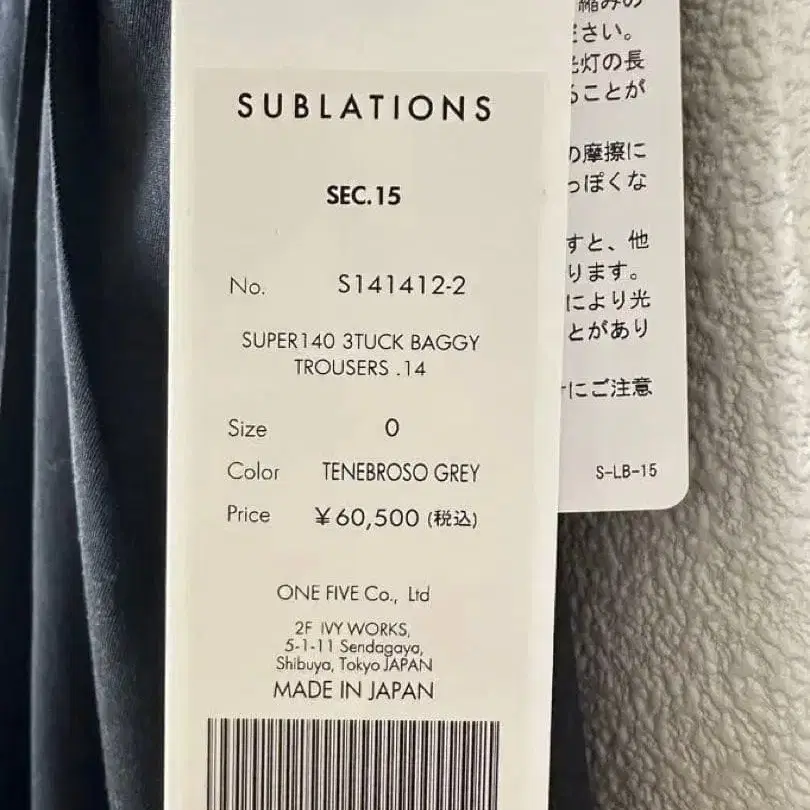 SUBLATIONS
SEC.15
No. S141412-2
SUPER140 3TUCK BAGGY
TROUSERS .14
Size 0
Color TENEBROSO GREY
Price ¥60,500 (税込)
ONE FIVE Co., Ltd
2F IVY WORKS,
5-1-11 Sendagaya,
Shibuya, Tokyo JAPAN
MADE IN JAPAN
縮みの
ださい。
光灯の長
ることが
の摩擦に
っぽくな
すと、他
ります。
により光
とがあり
にご注意
S-LB-15